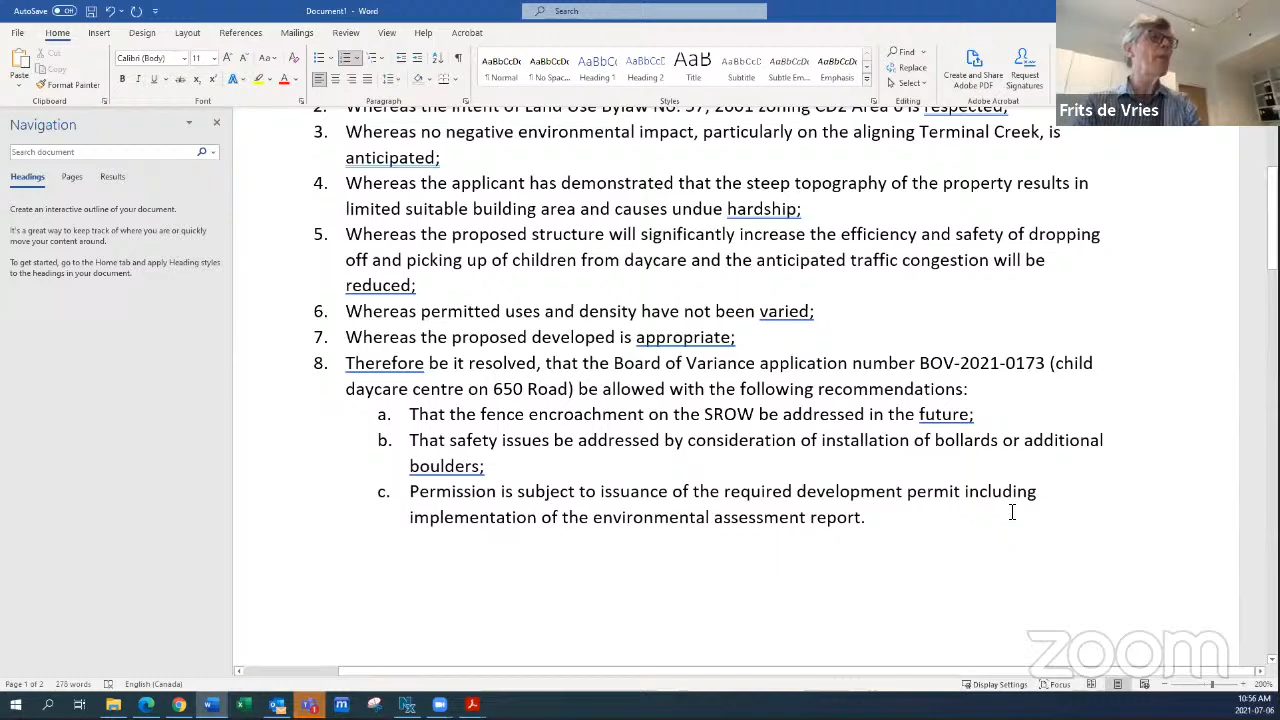 AutoSave Off Document1 - Word Search
File Home Insert Design Layout References Mailings Review View Help Acrobat
Paste Cut Copy Format Painter Calibri (Body) 11 AaBbCcDc AaBbCcDc AaBbC( AaBbCcC AaB AaBbCcC AaBbCcDc AaBbCcDc Find Replace Select Create and Share Adobe PDF Request Signatures
¶ Normal ¶ No Spac... Heading 1 Heading 2 Title Subtitle Subtle Em... Emphasis
Clipboard Font Paragraph Styles Editing Adobe Acrobat
Frits de Vries
Navigation
Search document
Headings Pages Results
Create an interactive outline of your document.
It's a great way to keep track of where you are or quickly
move your content around.
To get started, go to the Home tab and apply Heading styles
to the headings in your document.
2. Whereas the intent of Land Use Bylaw No. 57, 2001 zoning CD2 Area 6 is respected;
3. Whereas no negative environmental impact, particularly on the aligning Terminal Creek, is
anticipated;
4. Whereas the applicant has demonstrated that the steep topography of the property results in
limited suitable building area and causes undue hardship;
5. Whereas the proposed structure will significantly increase the efficiency and safety of dropping
off and picking up of children from daycare and the anticipated traffic congestion will be
reduced;
6. Whereas permitted uses and density have not been varied;
7. Whereas the proposed developed is appropriate;
8. Therefore be it resolved, that the Board of Variance application number BOV-2021-0173 (child
daycare centre on 650 Road) be allowed with the following recommendations:
a. That the fence encroachment on the SROW be addressed in the future;
b. That safety issues be addressed by consideration of installation of bollards or additional
boulders;
c. Permission is subject to issuance of the required development permit including
implementation of the environmental assessment report.
zoom
Page 1 of 2 276 words English (Canada) Display Settings Focus 200%
10:56 AM
2021-07-06